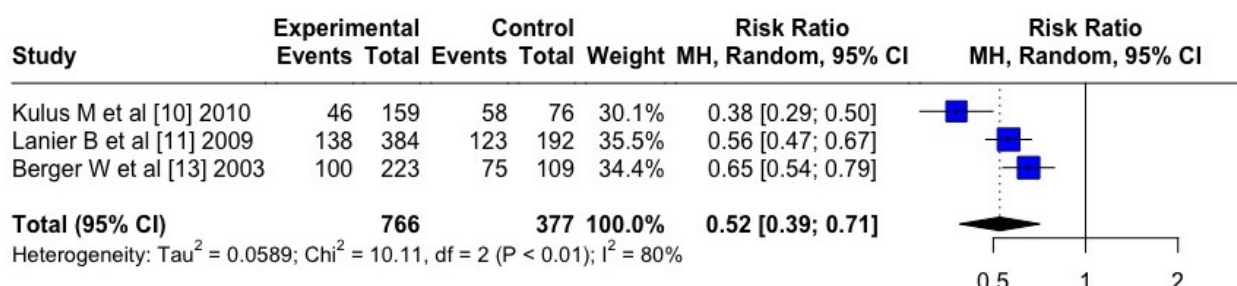 Experimental Control Risk Ratio Risk Ratio
Study Events Total Events Total Weight MH, Random, 95% CI MH, Random, 95% CI
Kulus M et al [10] 2010 46 159 58 76 30.1% 0.38 [0.29; 0.50]
Lanier B et al [11] 2009 138 384 123 192 35.5% 0.56 [0.47; 0.67]
Berger W et al [13] 2003 100 223 75 109 34.4% 0.65 [0.54; 0.79]
Total (95% CI) 766 377 100.0% 0.52 [0.39; 0.71]
Heterogeneity: Tau² = 0.0589; Chi² = 10.11, df = 2 (P < 0.01); I² = 80%
0.5 1 2